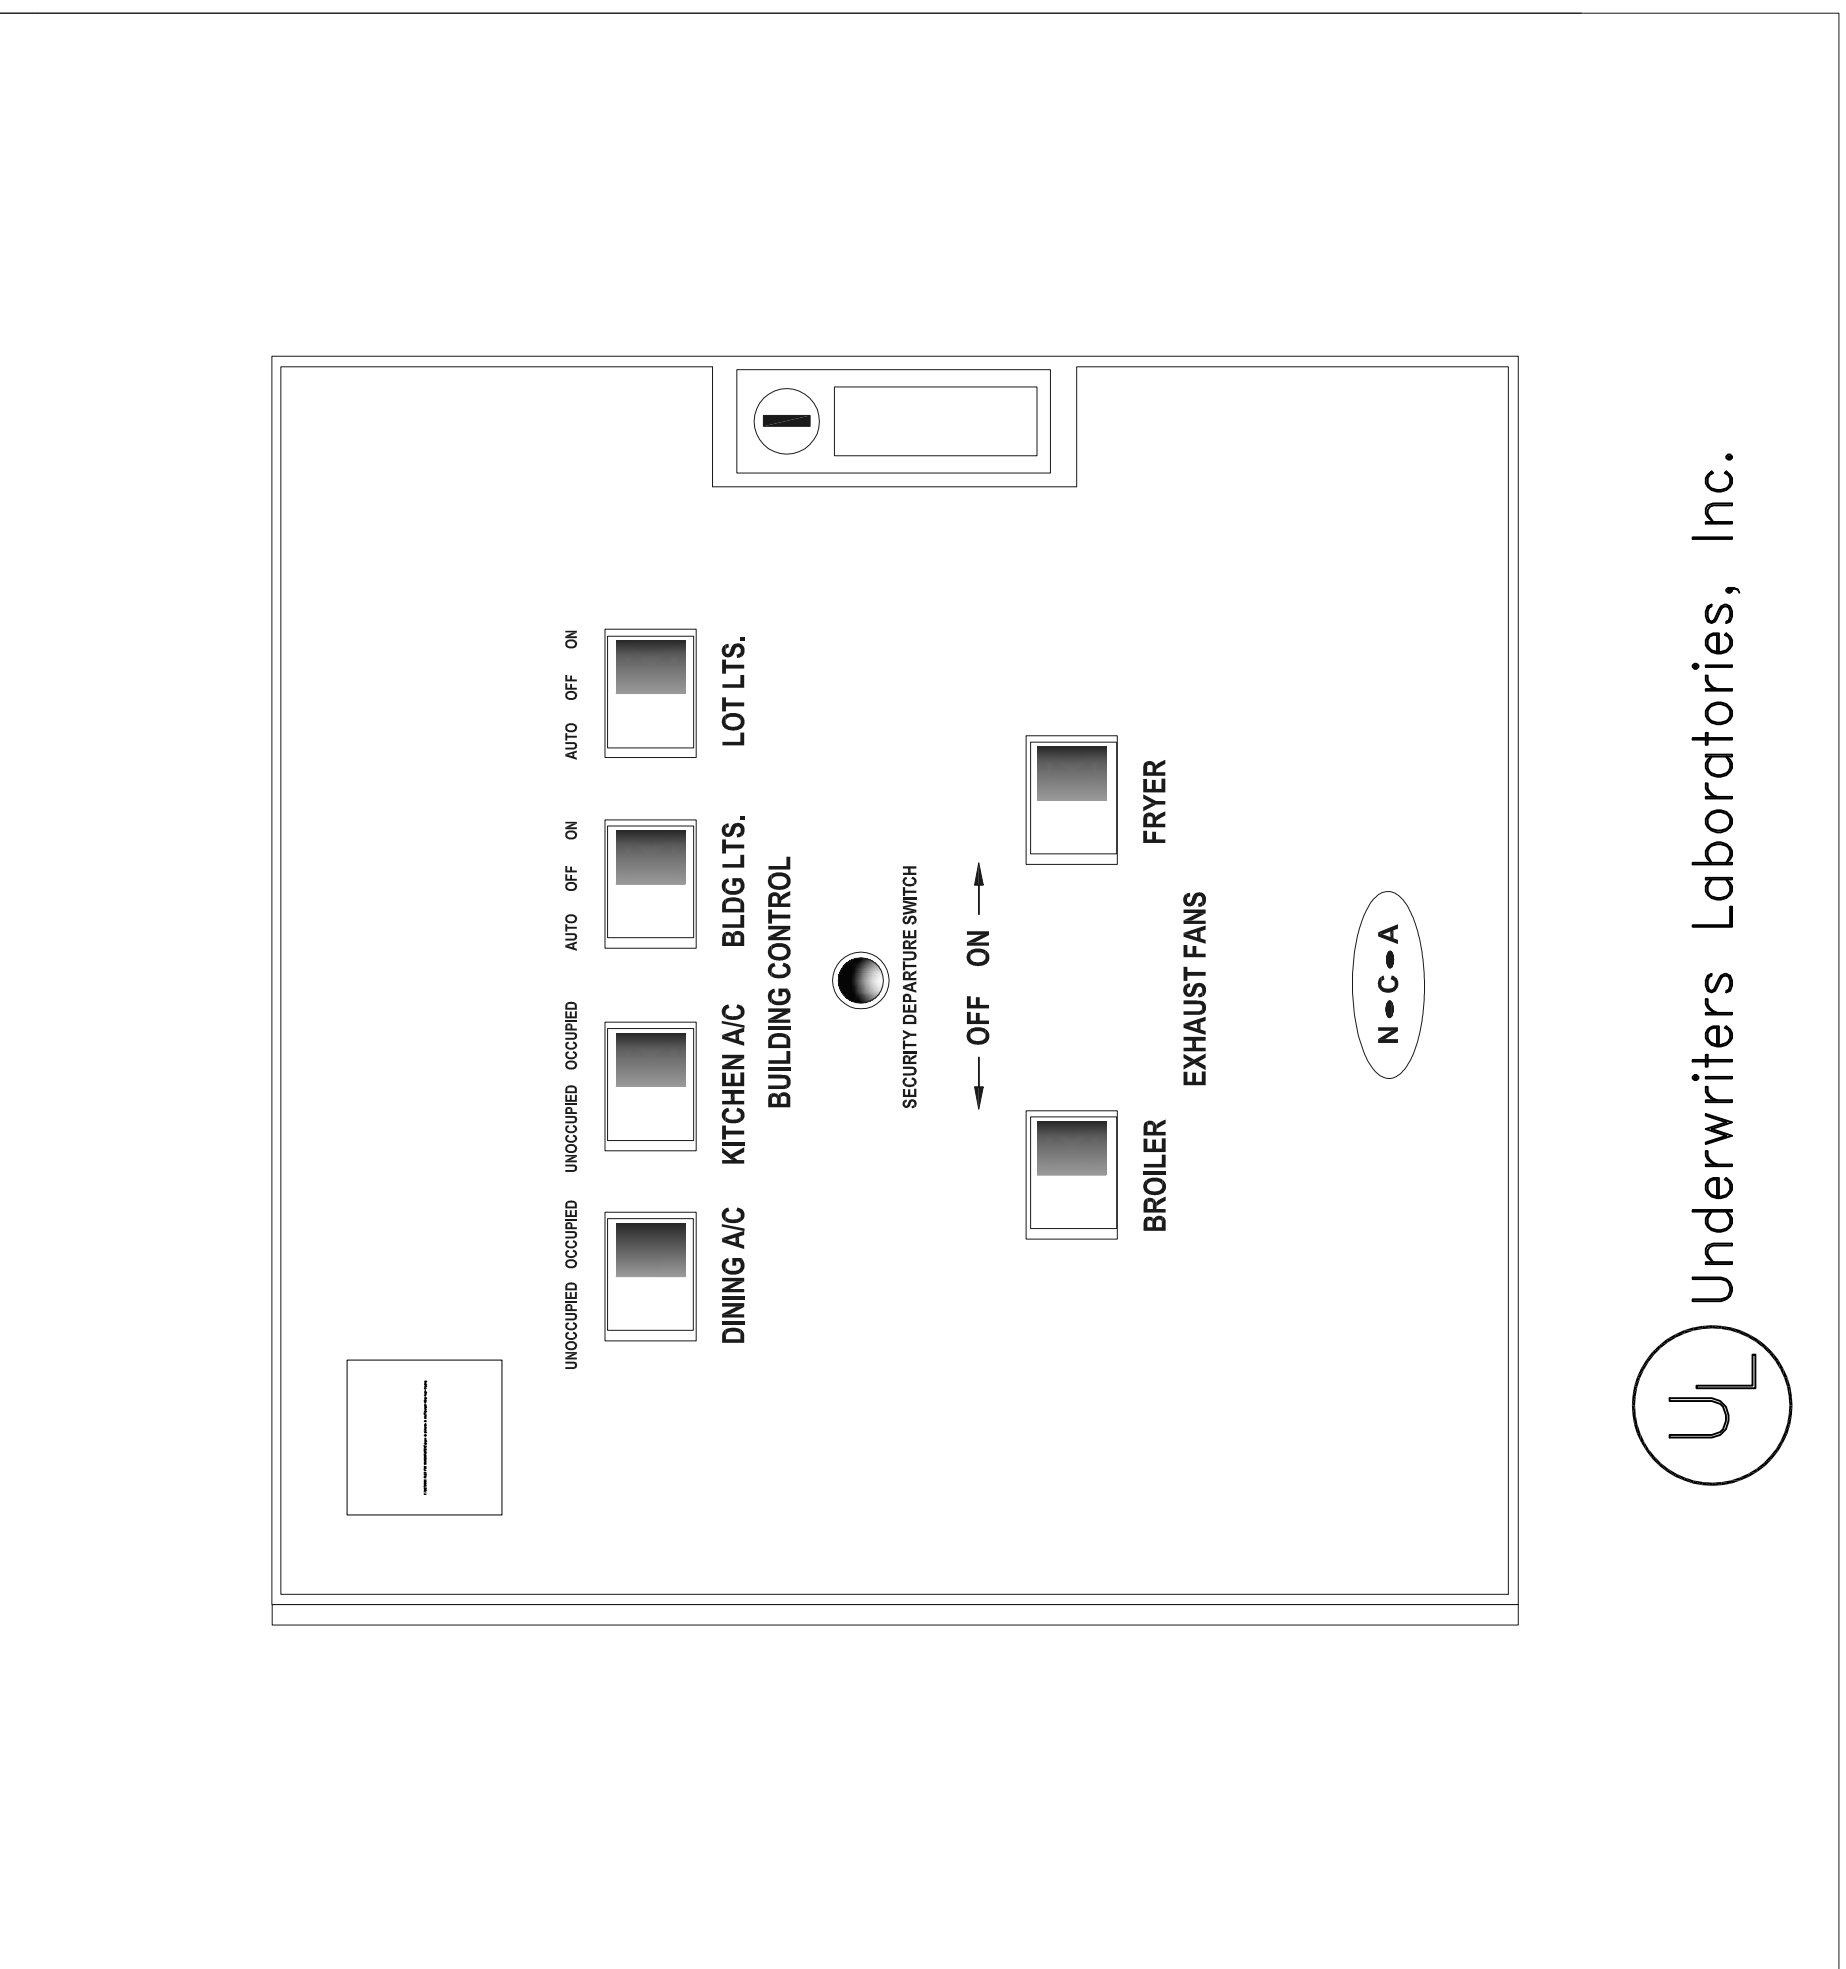 UNOCCUPIED OCCUPIED UNOCCUPIED OCCUPIED AUTO OFF ON AUTO OFF ON
DINING A/C KITCHEN A/C BLDG LTS. LOT LTS.
BUILDING CONTROL
SECURITY DEPARTURE SWITCH
OFF ON
BROILER FRYER
EXHAUST FANS
N•C•A
UL Underwriters Laboratories, Inc.